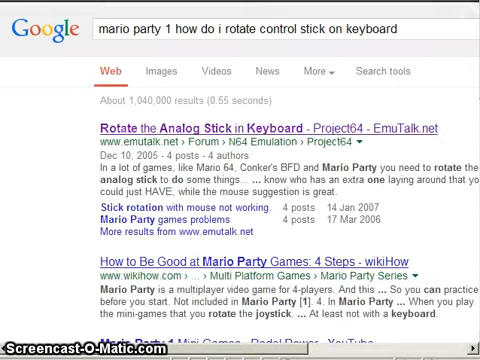 Google
mario party 1 how do i rotate control stick on keyboard
Web Images Videos News More Search tools
About 1,040,000 results (0.55 seconds)
Rotate the Analog Stick in Keyboard - Project64 - EmuTalk.net
www.emutalk.net › Forum › N64 Emulation › Project64
Dec 10, 2005 - 4 posts - 4 authors
In a lot of games, like Mario 64, Conker's BFD and Mario Party you need to rotate the
analog stick to do some things... ... know who has an extra one laying around that yo
could just HAVE, while the mouse suggestion is great.
Stick rotation with mouse not working. 4 posts 14 Jan 2007
Mario Party games problems 4 posts 17 Mar 2006
More results from www.emutalk.net
How to Be Good at Mario Party Games: 4 Steps - wikiHow
www.wikihow.com › ... › Multi Platform Games › Mario Party Series
Mario Party is a multiplayer video game for 4-players. And this ... So you can practice
before you start. Not included in Mario Party [1]. 4. In Mario Party ... When you play
the mini-games that you rotate the joystick. ... At least not with a keyboard.
Mario Party 1 Mini Games - Pedal Power - YouTube
Screencast-O-Matic.com